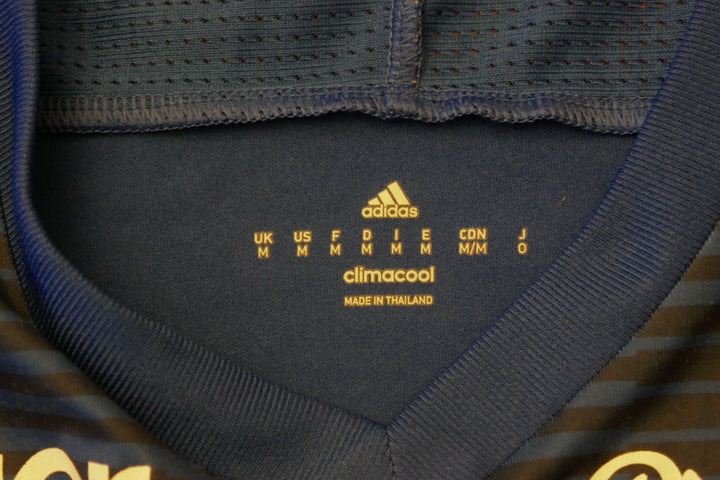 adidas
UK US F D I E CDN J
M M M M M M M/M O
climacool
MADE IN THAILAND